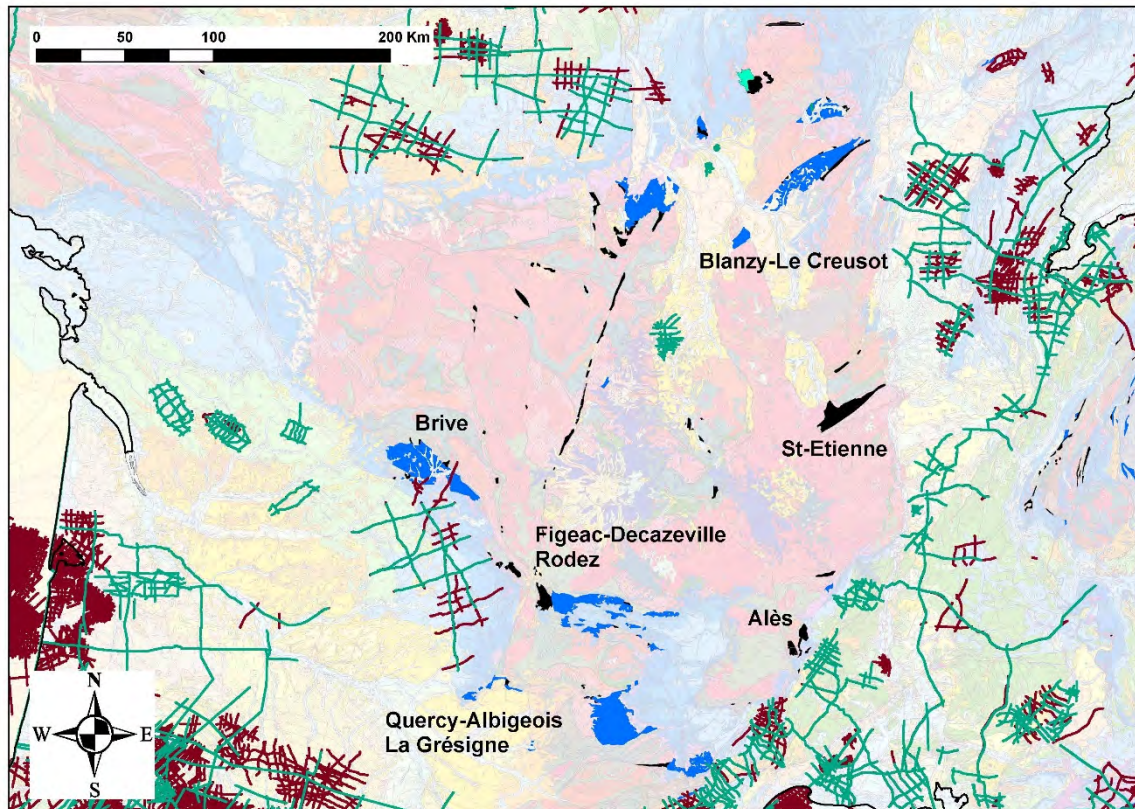 0 50 100 200 Km
Blanzy-Le Creusot
Brive
St-Etienne
Figeac-Decazeville
Rodez
Alès
Quercy-Albigeois
La Grésigne
N
W E
S